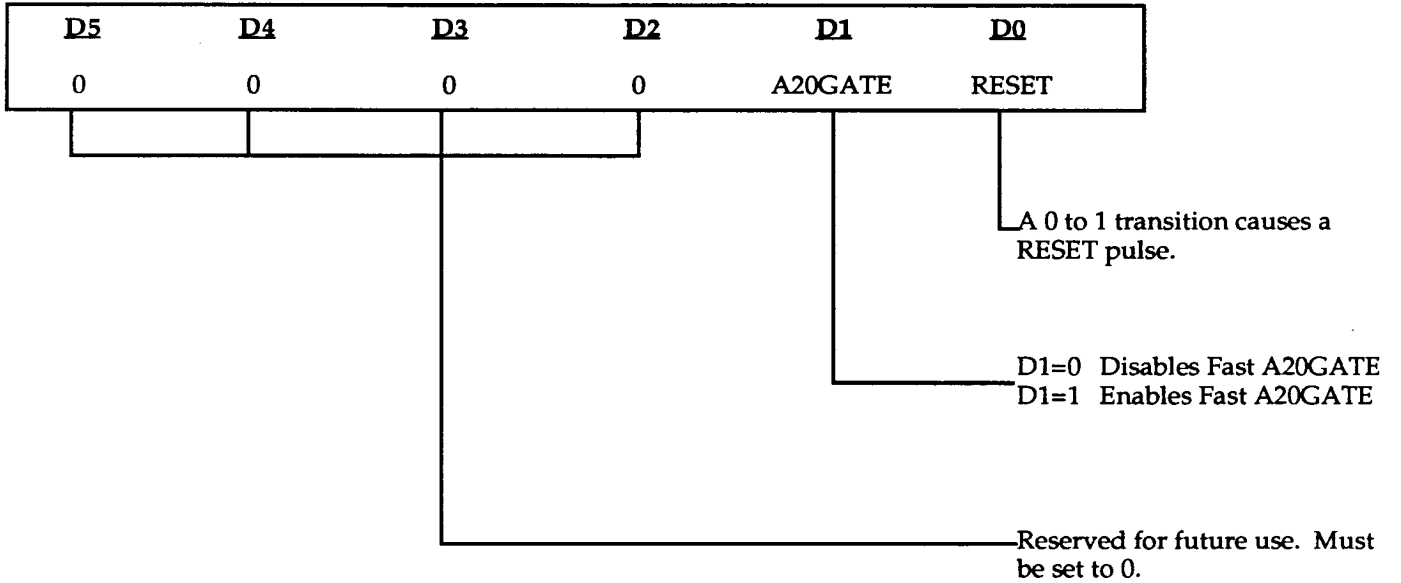 D5 D4 D3 D2 D1 D0
0 0 0 0 A20GATE RESET
A 0 to 1 transition causes a
RESET pulse.
D1=0 Disables Fast A20GATE
D1=1 Enables Fast A20GATE
Reserved for future use. Must
be set to 0.